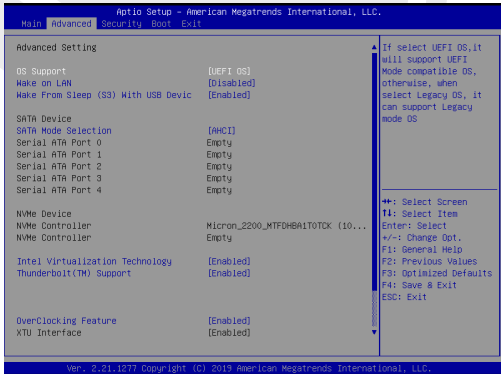 Aptio Setup – American Megatrends International, LLC.
Main Advanced Security Boot Exit
Advanced Setting
OS Support [UEFI OS]
Wake on LAN [Disabled]
Wake From Sleep (S3) With USB Devic [Enabled]
SATA Device
SATA Mode Selection [AHCI]
Serial ATA Port 0 Empty
Serial ATA Port 1 Empty
Serial ATA Port 2 Empty
Serial ATA Port 3 Empty
Serial ATA Port 4 Empty
NVMe Device
NVMe Controller Micron_2200_MTFDHBA1T0TCK (10...
NVMe Controller Empty
Intel Virtualization Technology [Enabled]
Thunderbolt(TM) Support [Enabled]
OverClocking Feature [Enabled]
XTU Interface [Enabled]
If select UEFI OS,it
will support UEFI
Mode compatible OS,
otherwise, when
select Legacy OS, it
can support Legacy
mode OS
→←: Select Screen
↑↓: Select Item
Enter: Select
+/-: Change Opt.
F1: General Help
F2: Previous Values
F3: Optimized Defaults
F4: Save & Exit
ESC: Exit
Ver. 2.21.1277 Copyright (C) 2019 American Megatrends International, LLC.